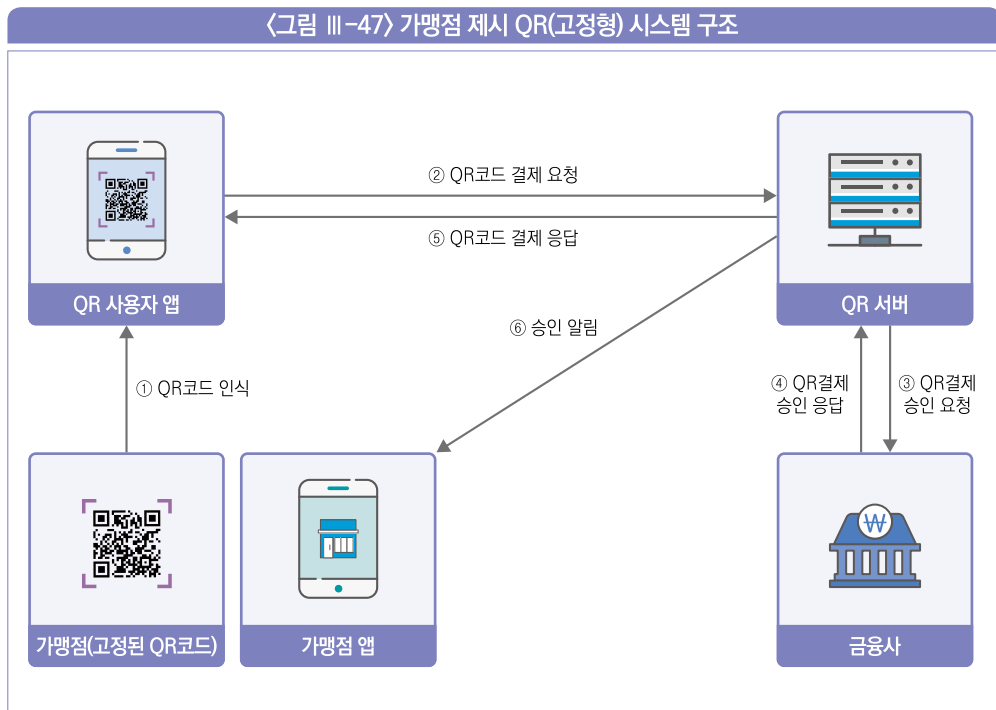 〈그림 Ⅲ-47〉 가맹점 제시 QR(고정형) 시스템 구조
② QR코드 결제 요청
⑤ QR코드 결제 응답
QR 사용자 앱
QR 서버
⑥ 승인 알림
① QR코드 인식
④ QR결제
승인 응답
③ QR결제
승인 요청
가맹점(고정된 QR코드)
가맹점 앱
₩
금융사